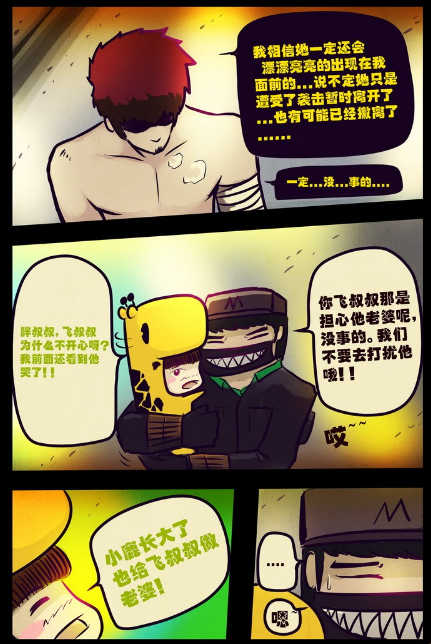 我相信她一定还会
漂漂亮亮的出现在我
面前的...说不定她只是
遭受了袭击暂时离开了
...也有可能已经撤离了
......
一定...没...事的....
胖叔叔，飞叔叔
为什么不开心呀？
我前面还看到他
哭了！！
你飞叔叔那是
担心他老婆呢，
没事的。我们
不要去打扰他
哦！！
哎~~
M
小鹿长大了
也给飞叔叔做
老婆！
....
嗯
M